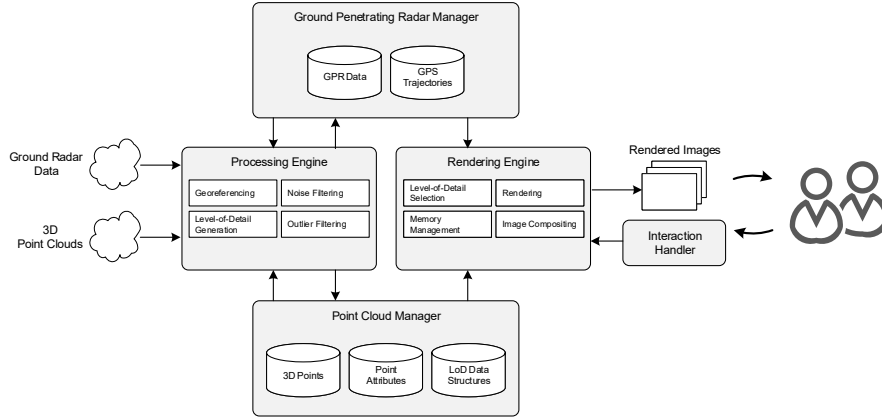 Ground Penetrating Radar Manager
GPR Data
GPS
Trajectories
Ground Radar
Data
3D
Point Clouds
Processing Engine
Georeferencing
Noise Filtering
Level-of-Detail
Generation
Outlier Filtering
Rendering Engine
Level-of-Detail
Selection
Rendering
Memory
Management
Image Compositing
Rendered Images
Interaction
Handler
Point Cloud Manager
3D Points
Point
Attributes
LoD Data
Structures